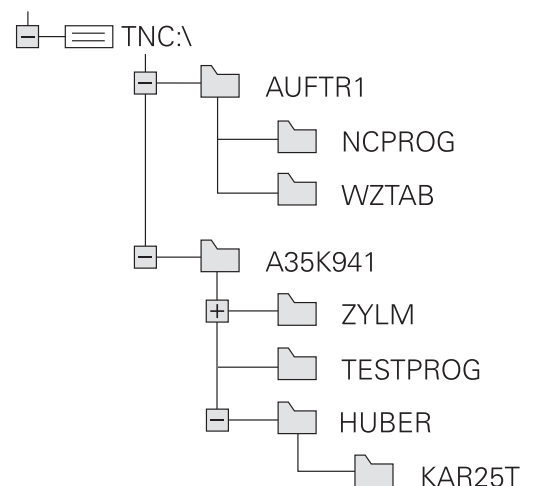 TNC:\
AUFTR1
NCPROG
WZTAB
A35K941
ZYLM
TESTPROG
HUBER
KAR25T